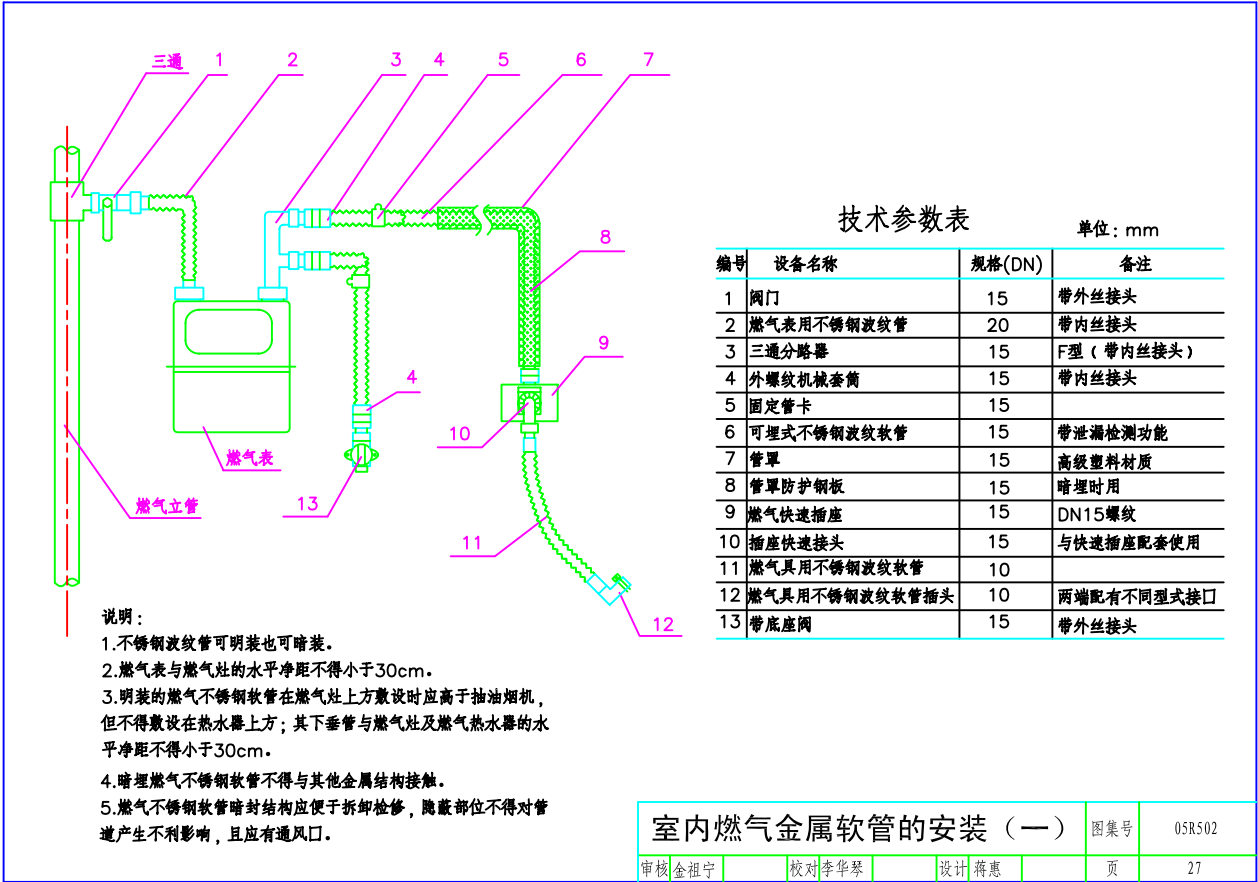 三通
1
2
3
4
5
6
7
8
9
4
10
燃气表
燃气立管
13
11
12
技术参数表
单位：mm
编号 设备名称 规格(DN) 备注
1 阀门 15 带外丝接头
2 燃气表用不锈钢波纹管 20 带内丝接头
3 三通分路器 15 F型（带内丝接头）
4 外螺纹机械套筒 15 带内丝接头
5 固定管卡 15
6 可埋式不锈钢波纹软管 15 带泄漏检测功能
7 管罩 15 高级塑料材质
8 管罩防护钢板 15 暗埋时用
9 燃气快速插座 15 DN15螺纹
10 插座快速接头 15 与快速插座配套使用
11 燃气具用不锈钢波纹软管 10
12 燃气具用不锈钢波纹软管插头 10 两端配有不同型式接口
13 带底座阀 15 带外丝接头
说明：
1.不锈钢波纹管可明装也可暗装。
2.燃气表与燃气灶的水平净距不得小于30cm。
3.明装的燃气不锈钢软管在燃气灶上方敷设时应高于抽油烟机，
但不得敷设在热水器上方；其下垂管与燃气灶及燃气热水器的水
平净距不得小于30cm。
4.暗埋燃气不锈钢软管不得与其他金属结构接触。
5.燃气不锈钢软管暗封结构应便于拆卸检修，隐蔽部位不得对管
道产生不利影响，且应有通风口。
室内燃气金属软管的安装（一） 图集号 05R502
审核 金祖宁 校对 李华琴 设计 蒋惠 页 27